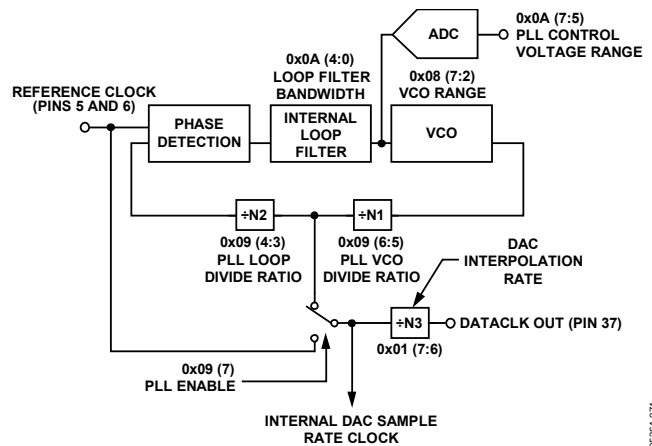 0x0A (7:5)
PLL CONTROL
VOLTAGE RANGE
ADC
0x0A (4:0)
LOOP FILTER
BANDWIDTH
0x08 (7:2)
VCO RANGE
REFERENCE CLOCK
(PINS 5 AND 6)
PHASE
DETECTION
INTERNAL
LOOP
FILTER
VCO
÷N2
÷N1
0x09 (4:3)
PLL LOOP
DIVIDE RATIO
0x09 (6:5)
PLL VCO
DIVIDE RATIO
DAC
INTERPOLATION
RATE
÷N3
DATACLK OUT (PIN 37)
0x01 (7:6)
0x09 (7)
PLL ENABLE
INTERNAL DAC SAMPLE
RATE CLOCK